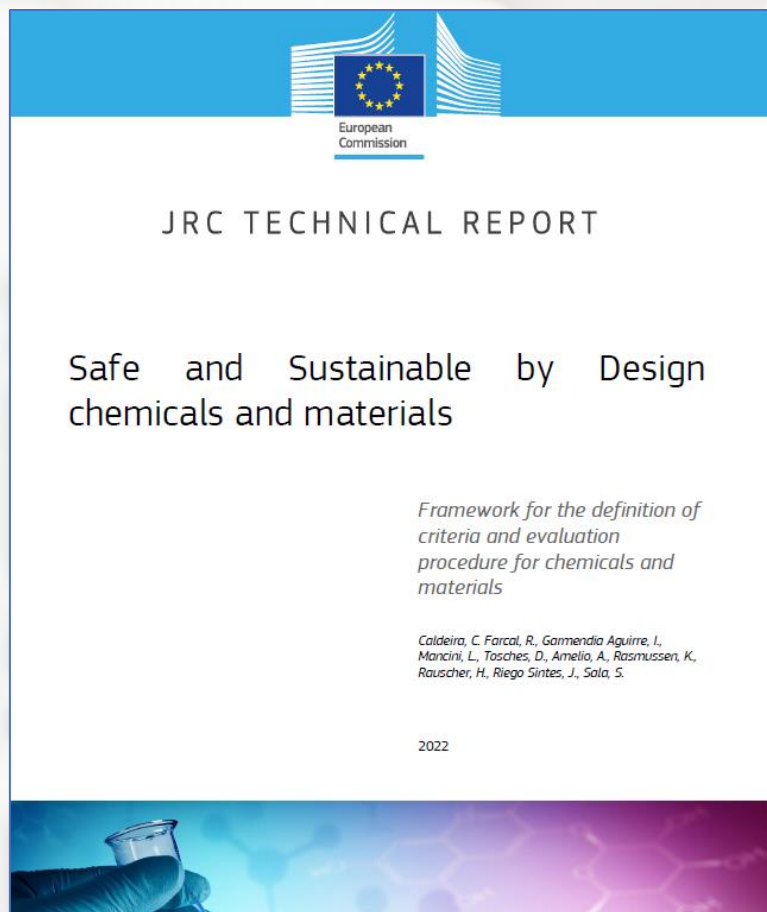 European
Commission
JRC TECHNICAL REPORT
Safe and Sustainable by Design
chemicals and materials
Framework for the definition of
criteria and evaluation
procedure for chemicals and
materials
Caldeira, C. Farcal, R., Garmendia Aguirre, I.,
Mancini, L., Tosches, D., Amelio, A., Rasmussen, K.,
Rauscher, H., Riego Sintes, J., Sala, S.
2022